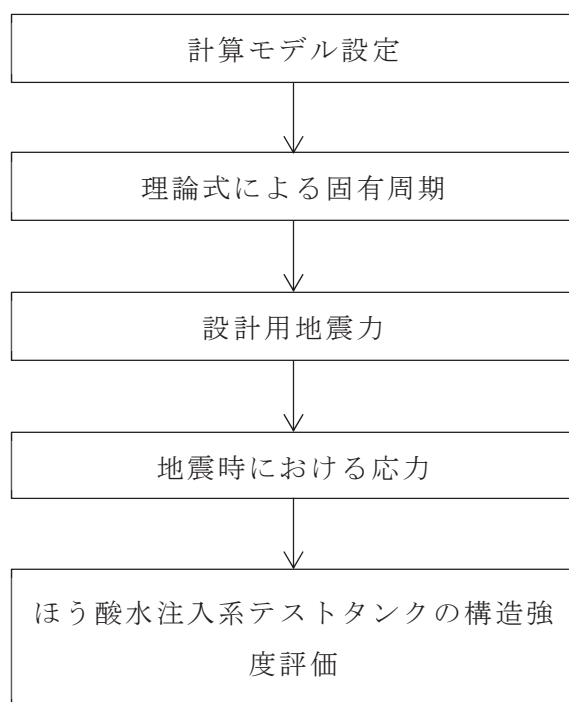 計算モデル設定
理論式による固有周期
設計用地震力
地震時における応力
ほう酸水注入系テストタンクの構造強
度評価